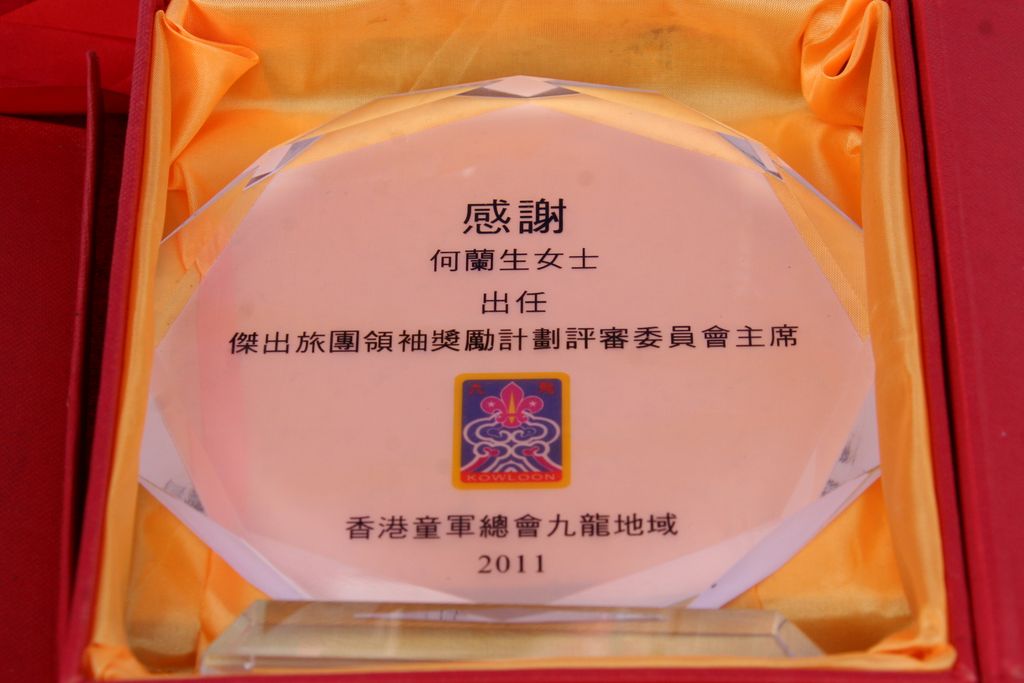 感謝
何蘭生女士
出任
傑出旅團領袖獎勵計劃評審委員會主席
九 龍
KOWLOON
香港童軍總會九龍地域
2011